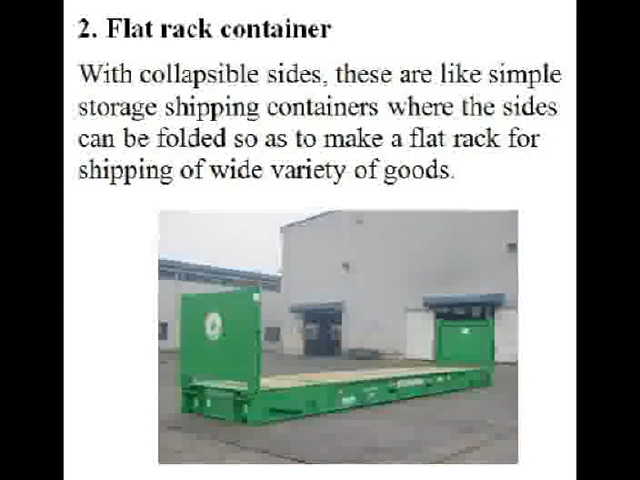 2. Flat rack container
With collapsible sides, these are like simple
storage shipping containers where the sides
can be folded so as to make a flat rack for
shipping of wide variety of goods.